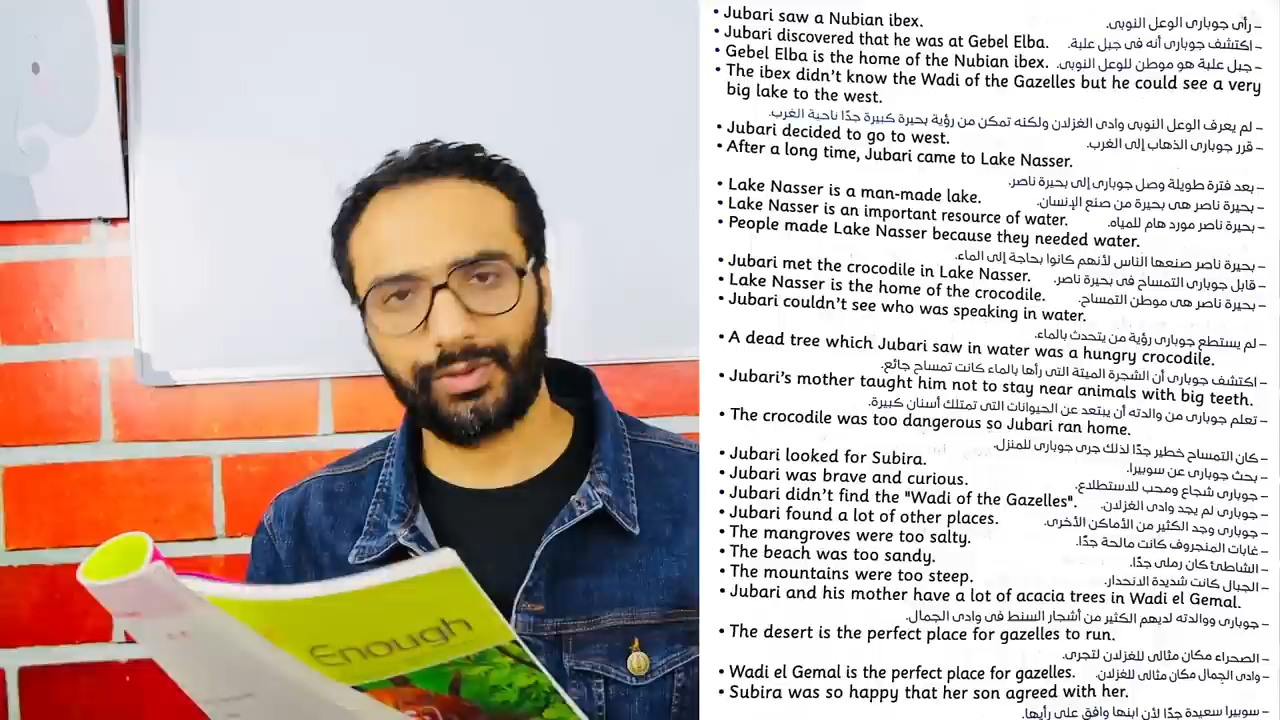 Enough
• Jubari saw a Nubian ibex.
– رأى جوبارى الوعل النوبى.
• Jubari discovered that he was at Gebel Elba.
– اكتشف جوبارى أنه فى جبل علبة.
• Gebel Elba is the home of the Nubian ibex.
– جبل علبة هو موطن للوعل النوبى.
• The ibex didn't know the Wadi of the Gazelles but he could see a very
big lake to the west.
– لم يعرف الوعل النوبى وادى الغزلان ولكنه تمكن من رؤية بحيرة كبيرة جدًا ناحية الغرب.
• Jubari decided to go to west.
– قرر جوبارى الذهاب إلى الغرب.
• After a long time, Jubari came to Lake Nasser.
– بعد فترة طويلة وصل جوبارى إلى بحيرة ناصر.
• Lake Nasser is a man-made lake.
– بحيرة ناصر هى بحيرة من صنع الإنسان.
• Lake Nasser is an important resource of water.
– بحيرة ناصر مورد هام للمياه.
• People made Lake Nasser because they needed water.
– بحيرة ناصر صنعها الناس لأنهم كانوا بحاجة إلى الماء.
• Jubari met the crocodile in Lake Nasser.
– قابل جوبارى التمساح فى بحيرة ناصر.
• Lake Nasser is the home of the crocodile.
– بحيرة ناصر هى موطن التمساح.
• Jubari couldn't see who was speaking in water.
– لم يستطع جوبارى رؤية من يتحدث بالماء.
• A dead tree which Jubari saw in water was a hungry crocodile.
– اكتشف جوبارى أن الشجرة الميتة التى رأها بالماء كانت تمساح جائع.
• Jubari's mother taught him not to stay near animals with big teeth.
– تعلم جوبارى من والدته أن يبتعد عن الحيوانات التى تمتلك أسنان كبيرة.
• The crocodile was too dangerous so Jubari ran home.
– كان التمساح خطير جدًا لذلك جرى جوبارى للمنزل.
• Jubari looked for Subira.
– بحث جوبارى عن سوبيرا.
• Jubari was brave and curious.
– جوبارى شجاع ومحب للاستطلاع.
• Jubari didn't find the "Wadi of the Gazelles".
– جوبارى لم يجد وادى الغزلان.
• Jubari found a lot of other places.
– جوبارى وجد الكثير من الأماكن الأخرى.
• The mangroves were too salty.
– غابات المنجروف كانت مالحة جدًا.
• The beach was too sandy.
– الشاطئ كان رملى جدًا.
• The mountains were too steep.
– الجبال كانت شديدة الانحدار.
• Jubari and his mother have a lot of acacia trees in Wadi el Gemal.
– جوبارى ووالدته لديهم الكثير من أشجار السنط فى وادى الجمال.
• The desert is the perfect place for gazelles to run.
– الصحراء مكان مثالى للغزلان لتجرى.
• Wadi el Gemal is the perfect place for gazelles.
– وادى الجمال مكان مثالى للغزلان.
• Subira was so happy that her son agreed with her.
– سوبيرا سعيدة جدًا لأن ابنها وافق على رأيها.